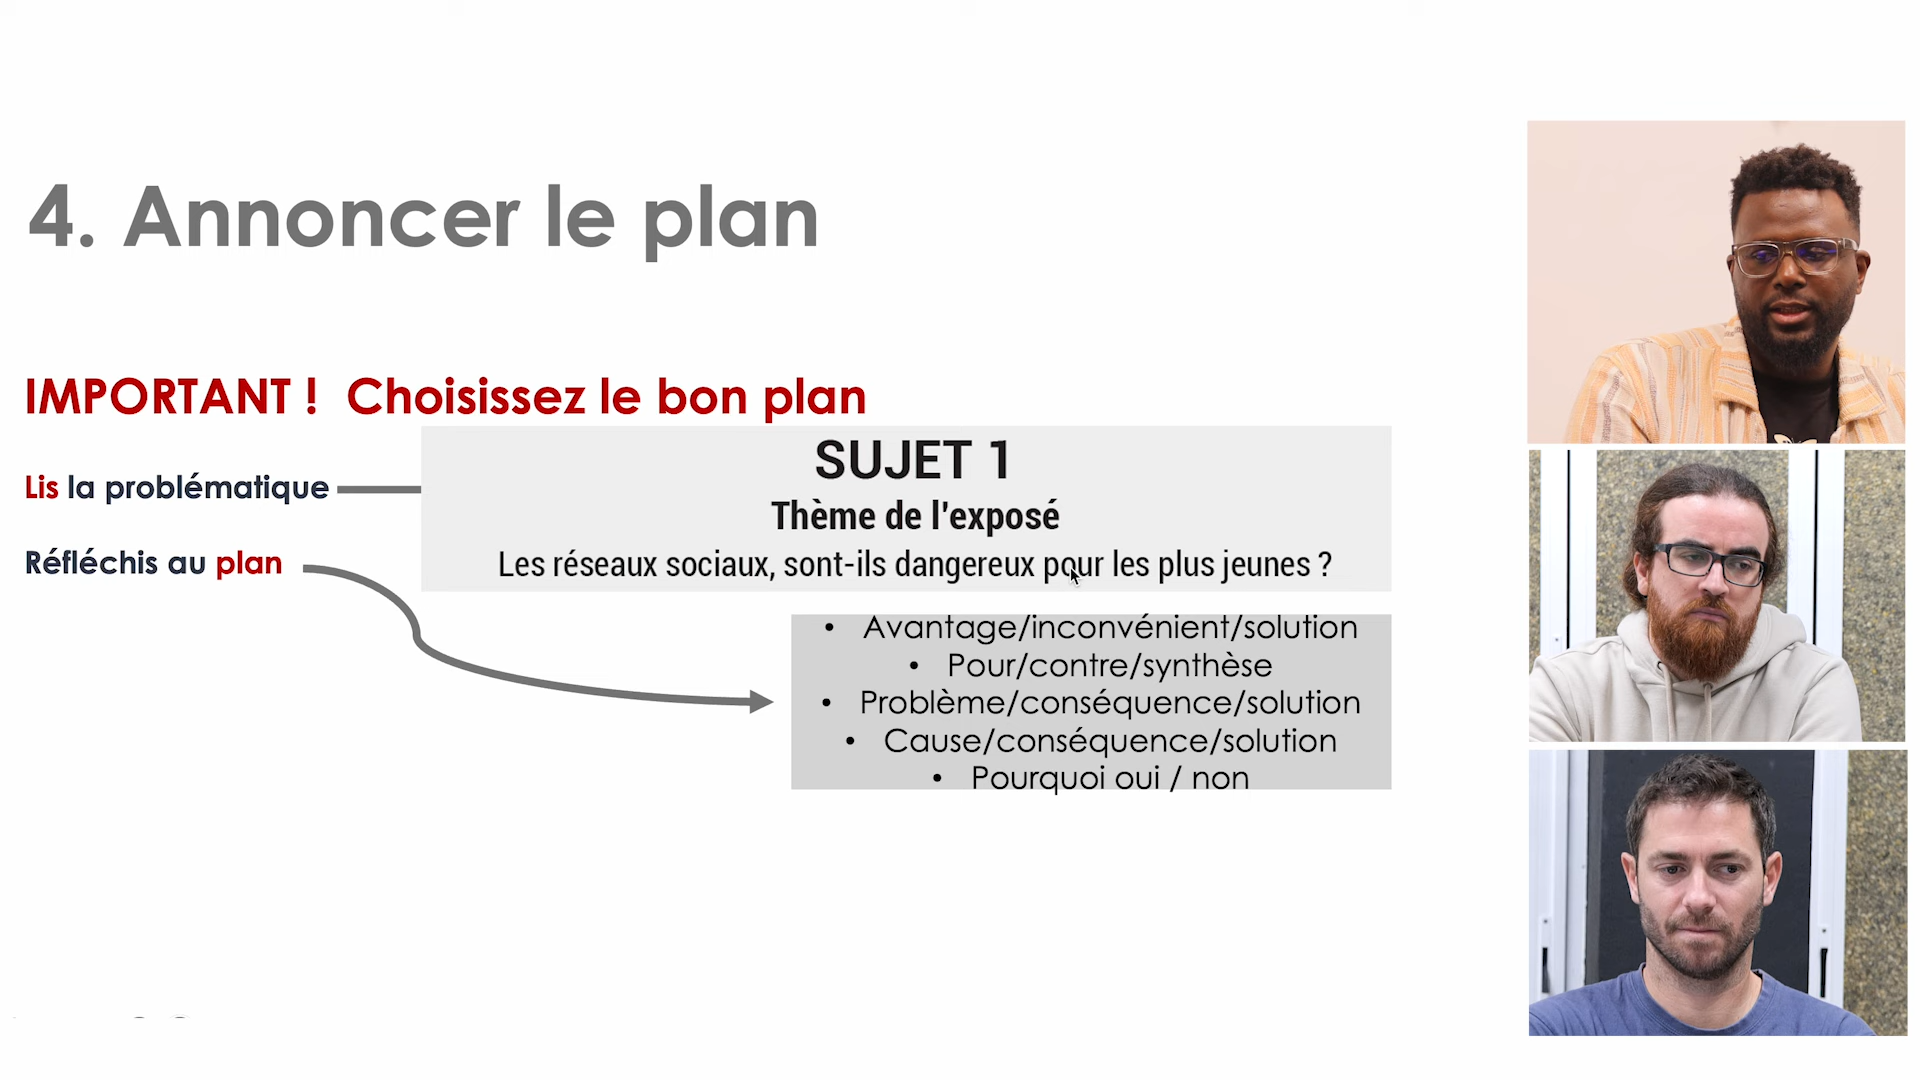 4. Annoncer le plan
IMPORTANT ! Choisissez le bon plan
Lis la problématique
Réfléchis au plan
SUJET 1
Thème de l'exposé
Les réseaux sociaux, sont-ils dangereux pour les plus jeunes ?
• Avantage/inconvénient/solution
• Pour/contre/synthèse
• Problème/conséquence/solution
• Cause/conséquence/solution
• Pourquoi oui / non